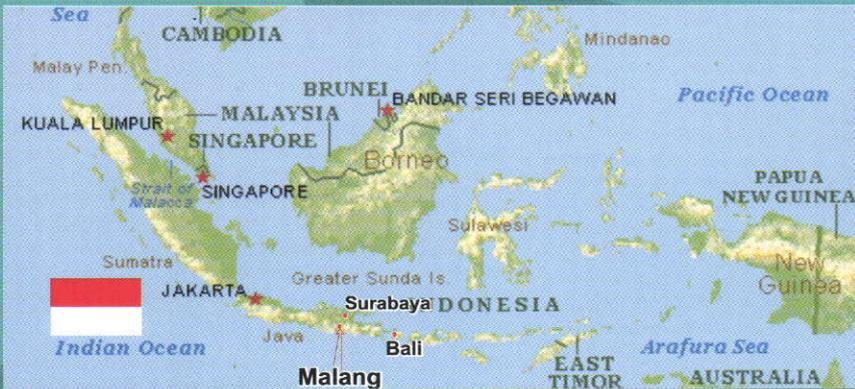 Sea
CAMBODIA
Mindanao
Malay Pen.
BRUNEI
BANDAR SERI BEGAWAN
Pacific Ocean
MALAYSIA
KUALA LUMPUR
SINGAPORE
Borneo
Strait of
Malacca
SINGAPORE
PAPUA
NEW GUINEA
Sulawesi
Sumatra
New
Guinea
Greater Sunda Is.
JAKARTA
Surabaya
DONESIA
Java
Bali
Indian Ocean
Arafura Sea
EAST
TIMOR
Malang
AUSTRALIA